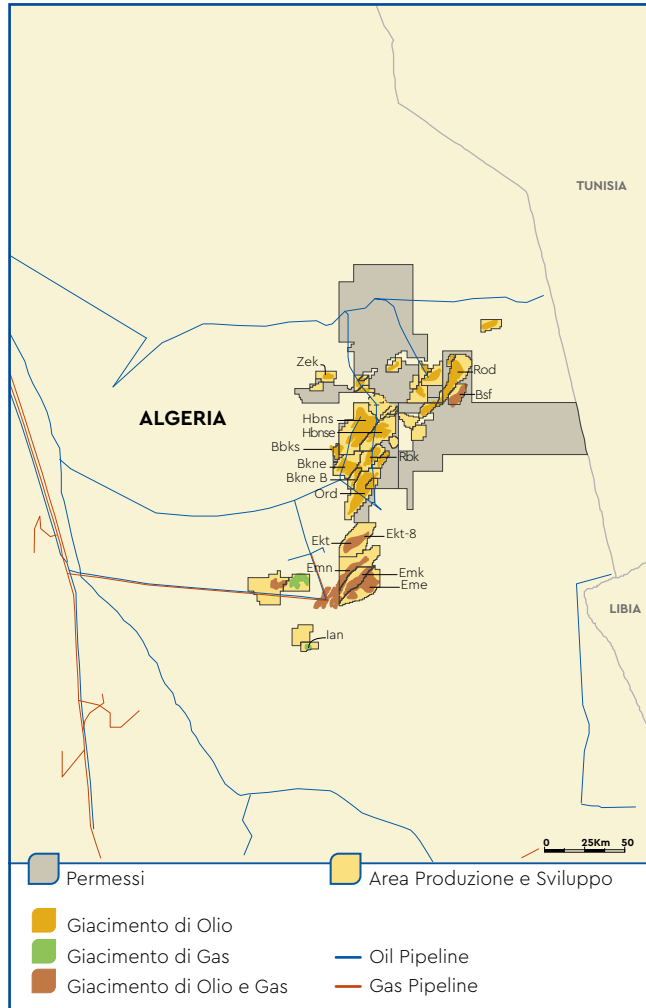 TUNISIA
Zek
Rod
Bsf
ALGERIA
Hbns
Hbnse
Bbks
Rbk
Bkne
Bkne B
Ord
Ekt
Ekt-8
Emn
Emk
Eme
LIBIA
Ian
0 25Km 50
Permessi
Area Produzione e Sviluppo
Giacimento di Olio
Giacimento di Gas
Oil Pipeline
Giacimento di Olio e Gas
Gas Pipeline